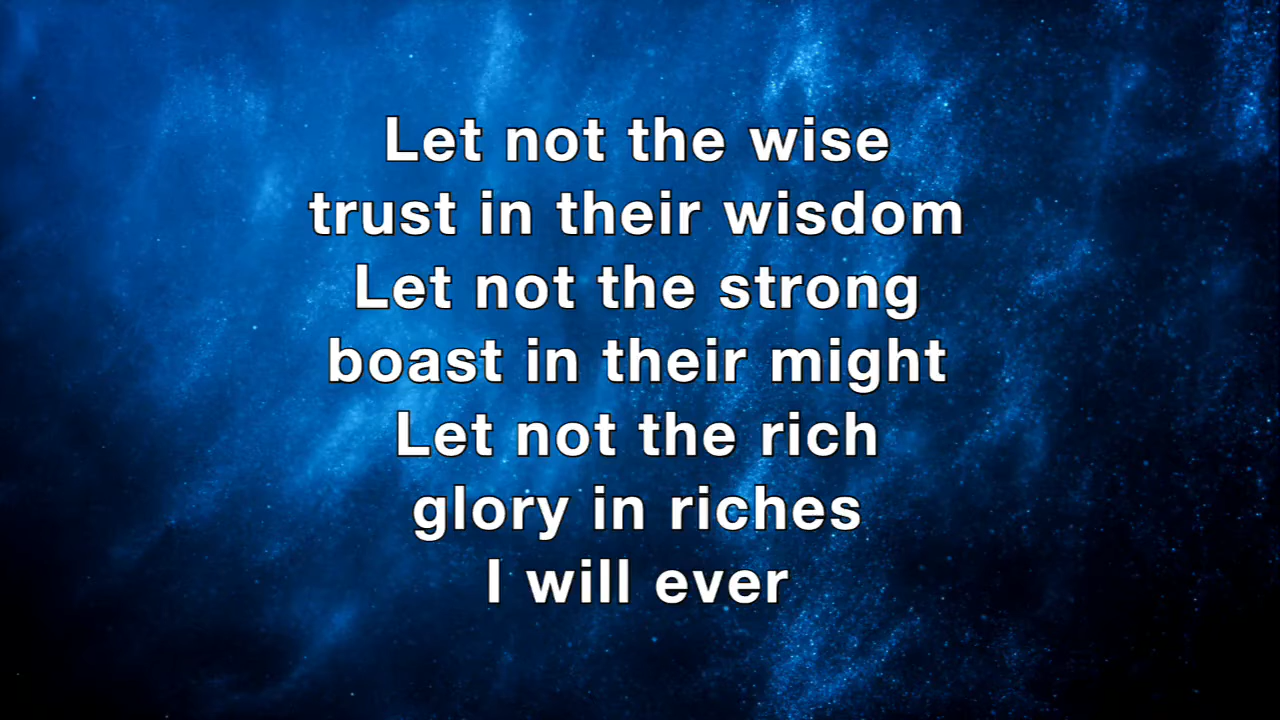 Let not the wise
trust in their wisdom
Let not the strong
boast in their might
Let not the rich
glory in riches
I will ever